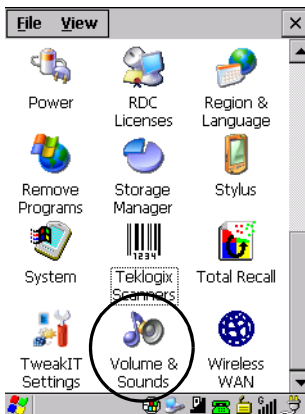 File View
Power RDC Licenses Region & Language
Remove Programs Storage Manager Stylus
1234
System Teklogix Scanners Total Recall
TweakIT Settings Volume & Sounds Wireless WAN